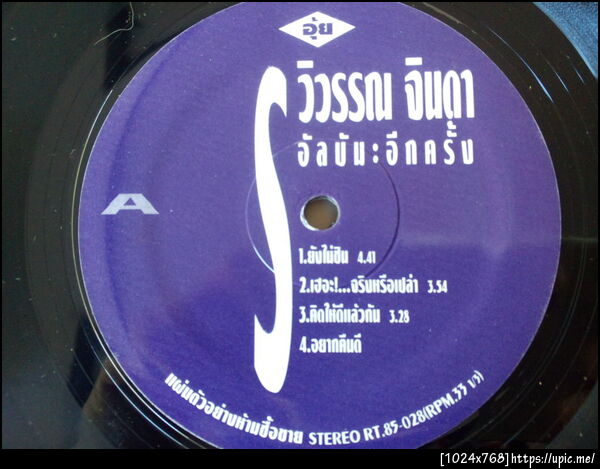 อุ้ย
วิวรรณ จินดา
อัลบัมะอีกครั้ง
A
1.ยังไม่ชิน 4.41
2.เฮอะ!...จริงหรือเปล่า 3.54
3.คิดให้ดีแล้วกัน 3.28
4.อยากคืนดี
แผ่นตัวอย่างห้ามซื้อขาย STEREO RT.85-028(RPM.33 1/3)
[1024x768]https://upic.me/